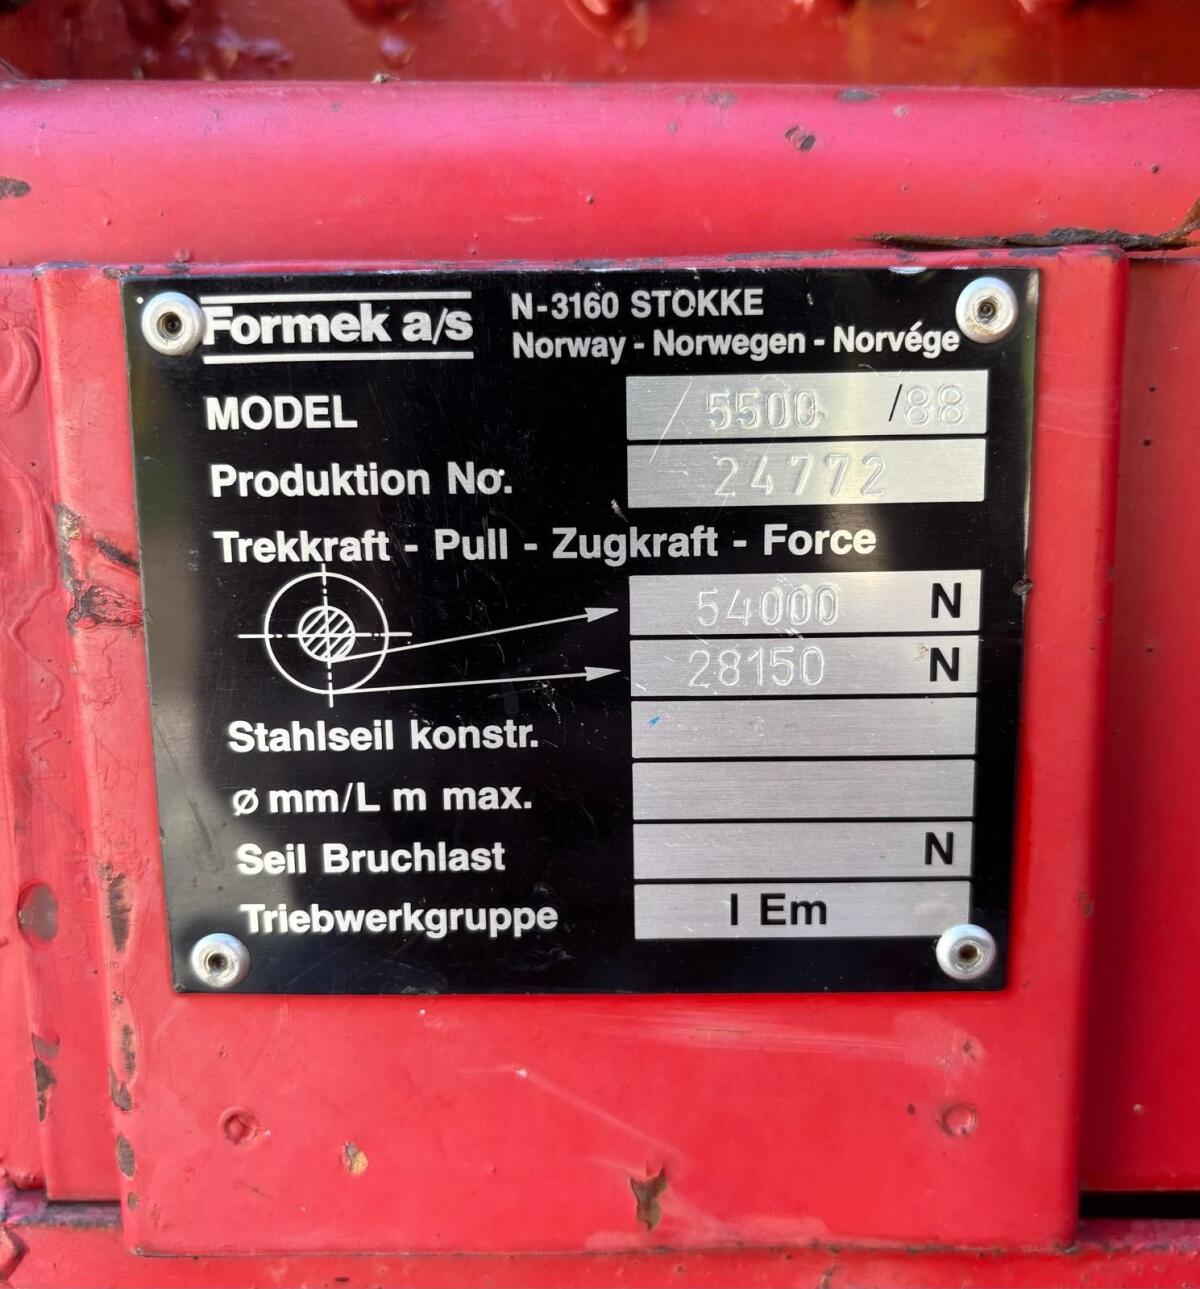 Formek a/s
N-3160 STOKKE
Norway - Norwegen - Norvége
MODEL 5500 /88
Produktion No. 24772
Trekkraft - Pull - Zugkraft - Force
54000 N
28150 N
Stahlseil konstr.
ø mm/L m max.
Seil Bruchlast N
Triebwerkgruppe I Em